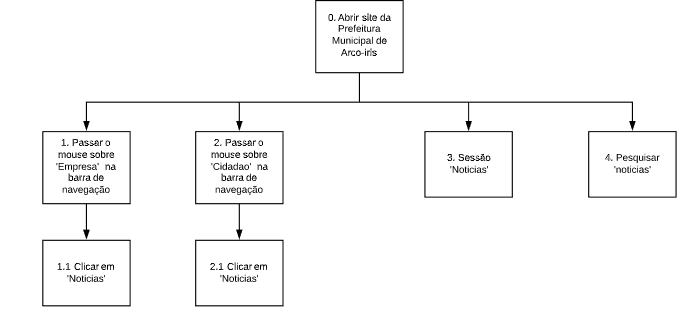 0. Abrir site da
Prefeitura
Municipal de
Arco-iris
1. Passar o
mouse sobre
'Empresa' na
barra de
navegação
2. Passar o
mouse sobre
'Cidadao' na
barra de
navegação
3. Sessão
'Noticias'
4. Pesquisar
'noticias'
1.1 Clicar em
'Noticias'
2.1 Clicar em
'Noticias'